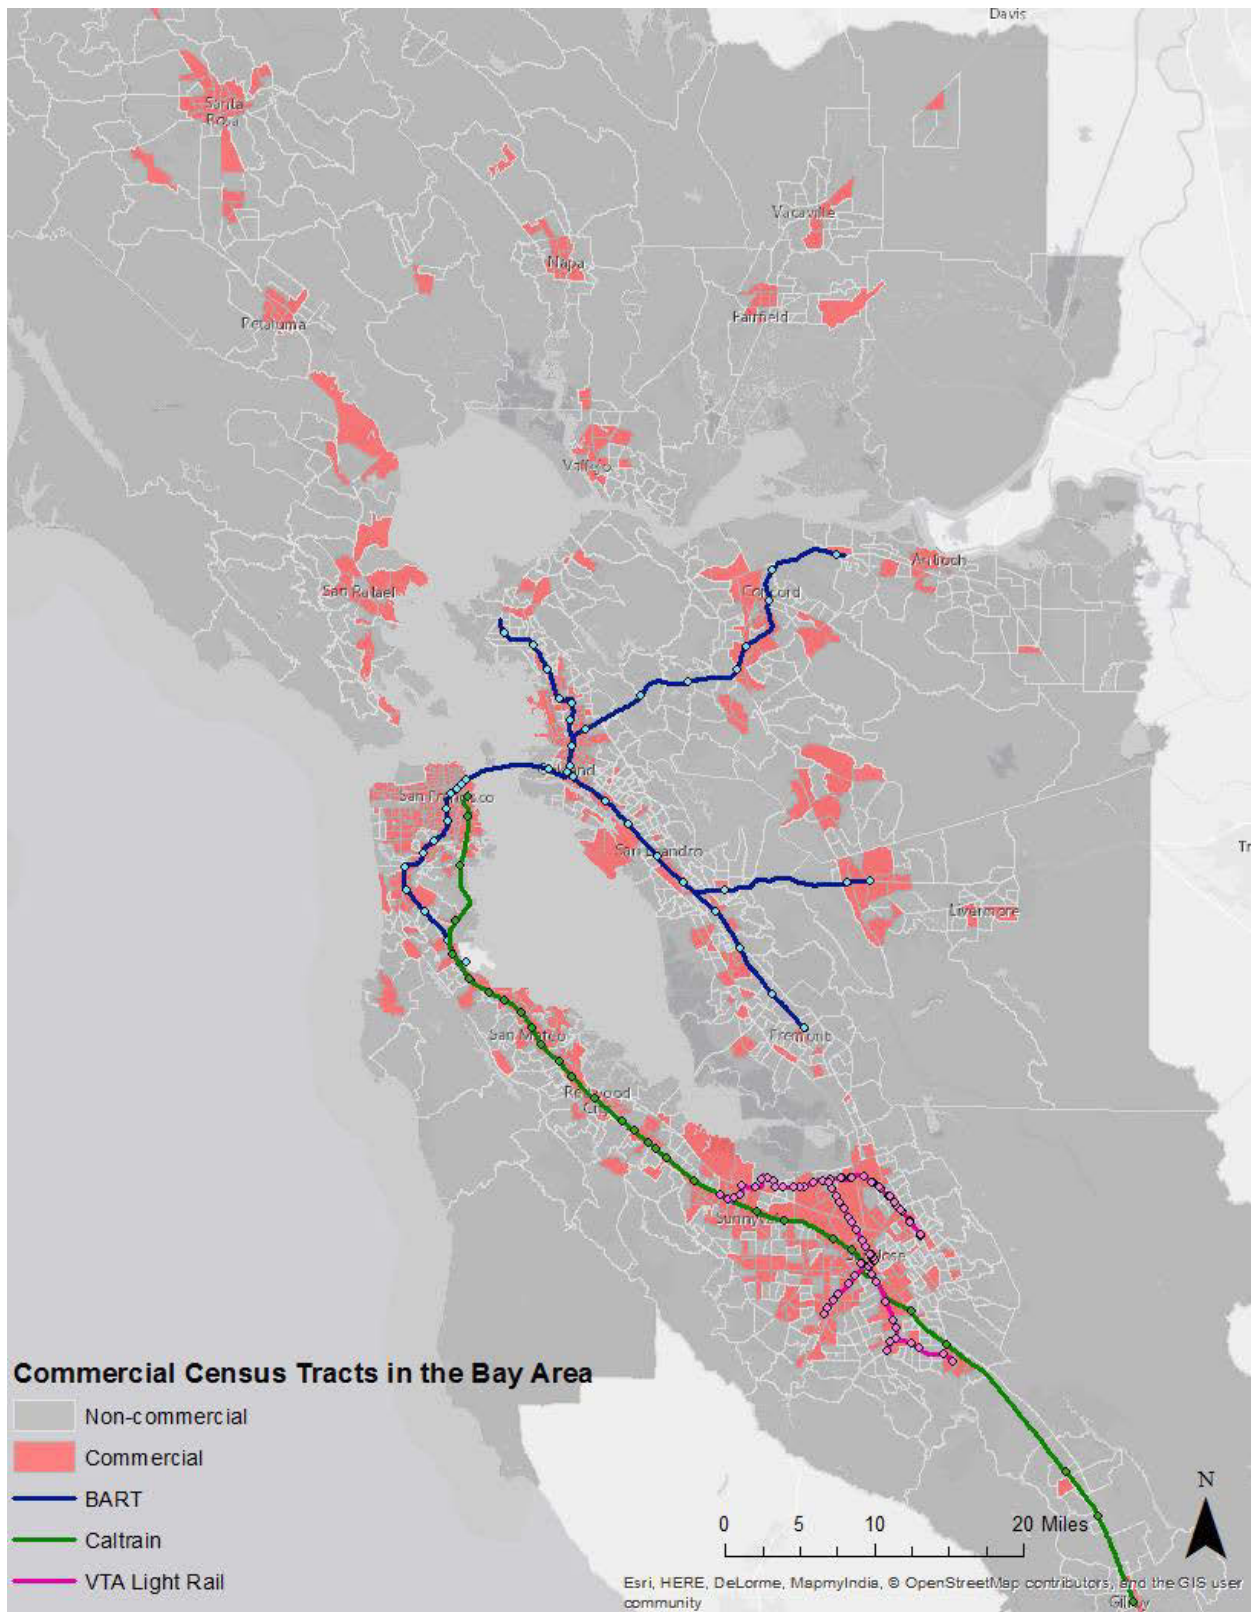 Davis
Santa
Rosa
Vacaville
Napa
Fairfield
Petaluma
Vallejo
Antioch
Concord
San Rafael
Oakland
San Francisco
San Leandro
Tr
Livermore
San Mateo
Fremont
Redwood
City
Sunnyvale
San Jose
Commercial Census Tracts in the Bay Area
Non-commercial
Commercial
BART
Caltrain
VTA Light Rail
N
0 5 10 20 Miles
Esri, HERE, DeLorme, MapmyIndia, © OpenStreetMap contributors, and the GIS user
community
Gilroy